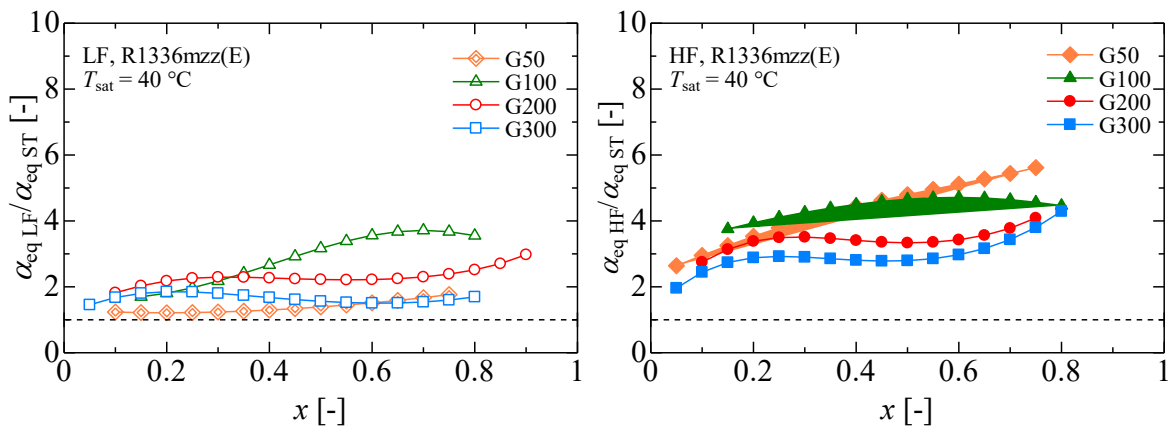 LF, R1336mzz(E)
Tsat = 40 °C
G50
G100
G200
G300
αeq LF/αeq ST [-]
10
8
6
4
2
0
0 0.2 0.4 0.6 0.8 1
x [-]
HF, R1336mzz(E)
Tsat = 40 °C
G50
G100
G200
G300
αeq HF/αeq ST [-]
10
8
6
4
2
0
0 0.2 0.4 0.6 0.8 1
x [-]